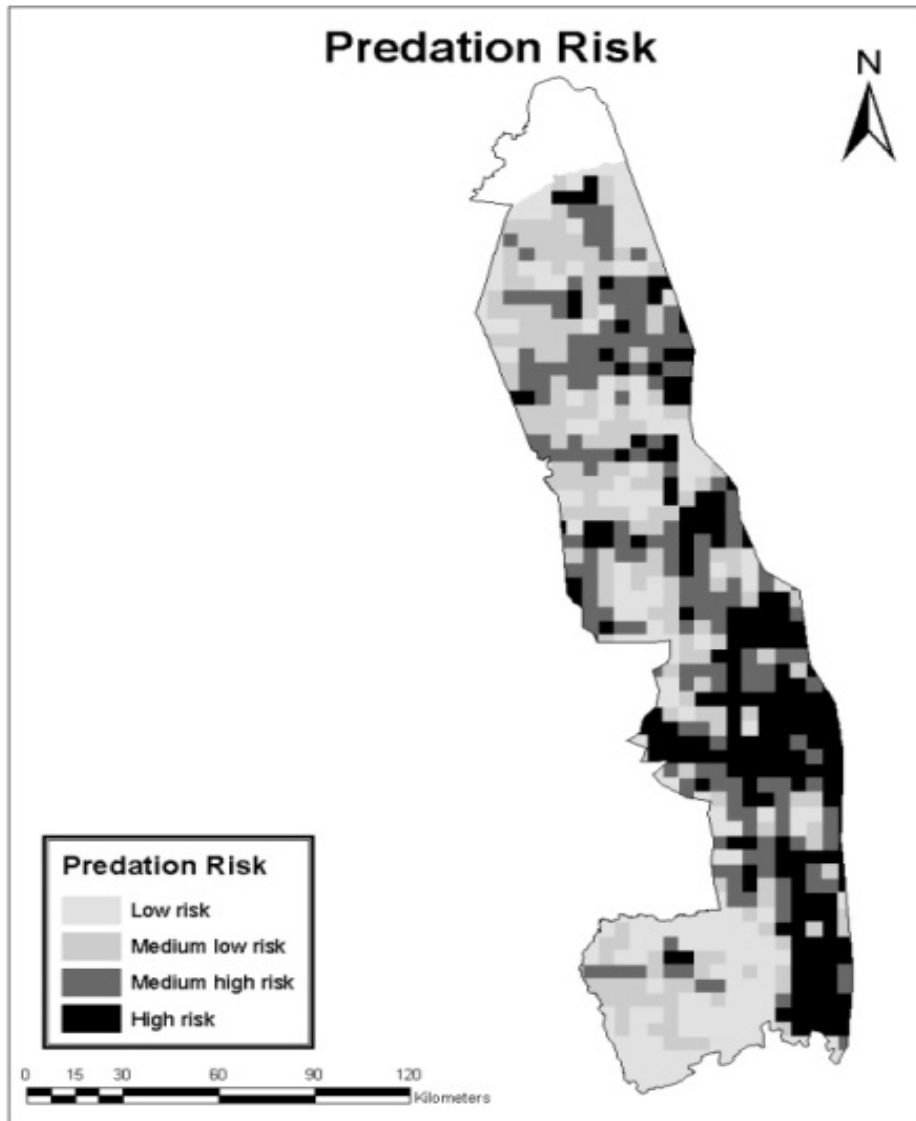 Predation Risk
N
Predation Risk
Low risk
Medium low risk
Medium high risk
High risk
0 15 30 60 90 120
Kilometers